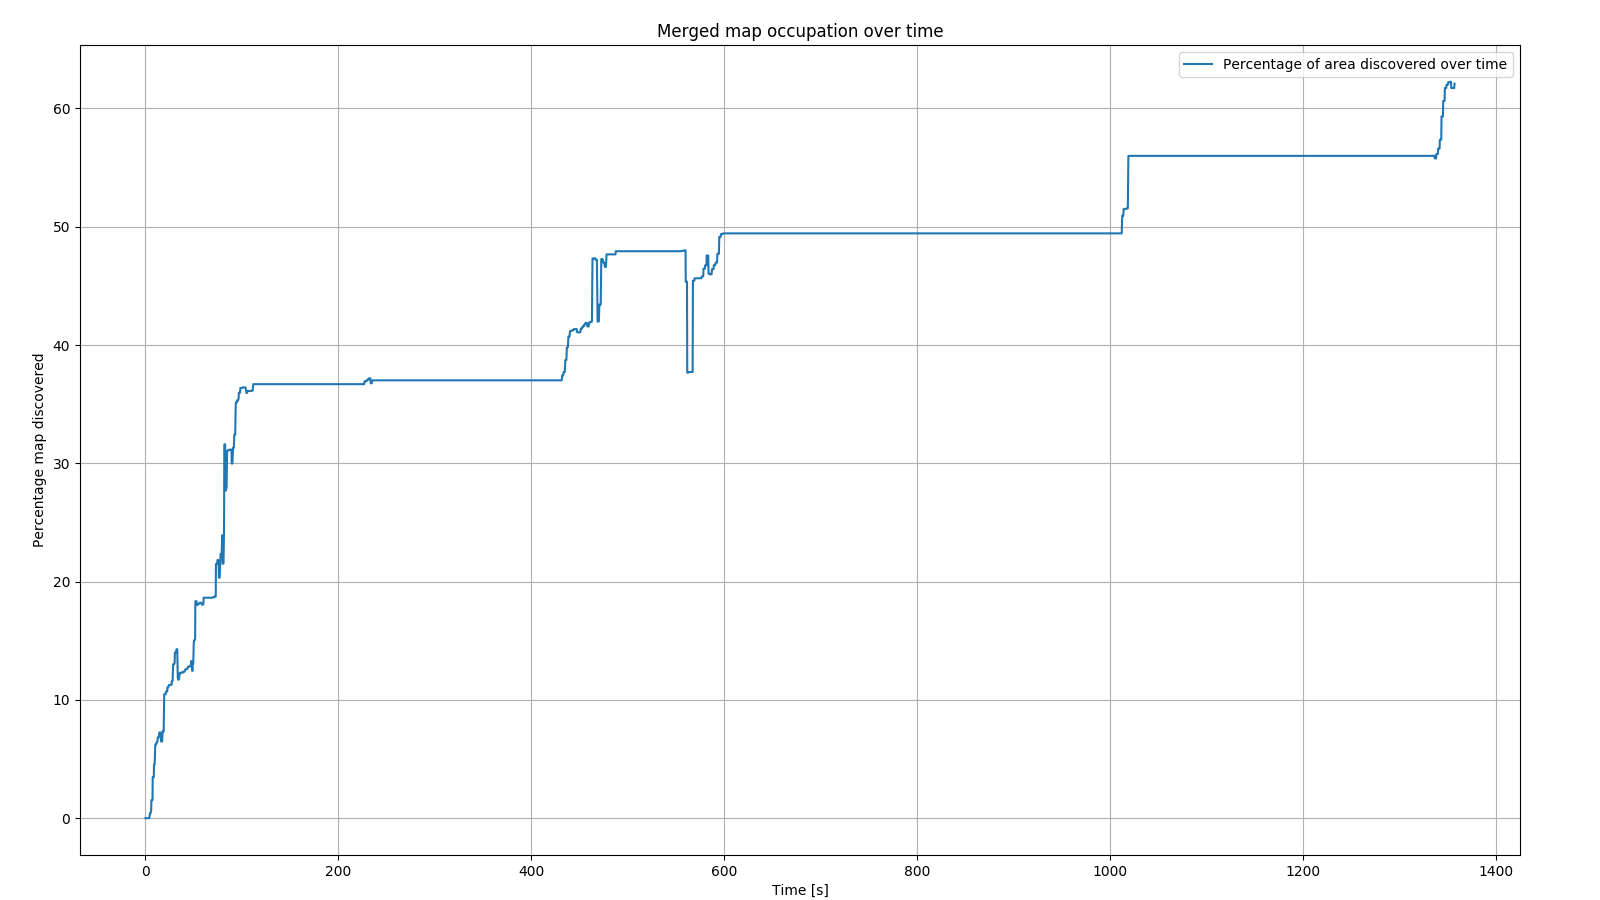 Merged map occupation over time
Percentage of area discovered over time
Percentage map discovered
60
50
40
30
20
10
0
0 200 400 600 800 1000 1200 1400
Time [s]